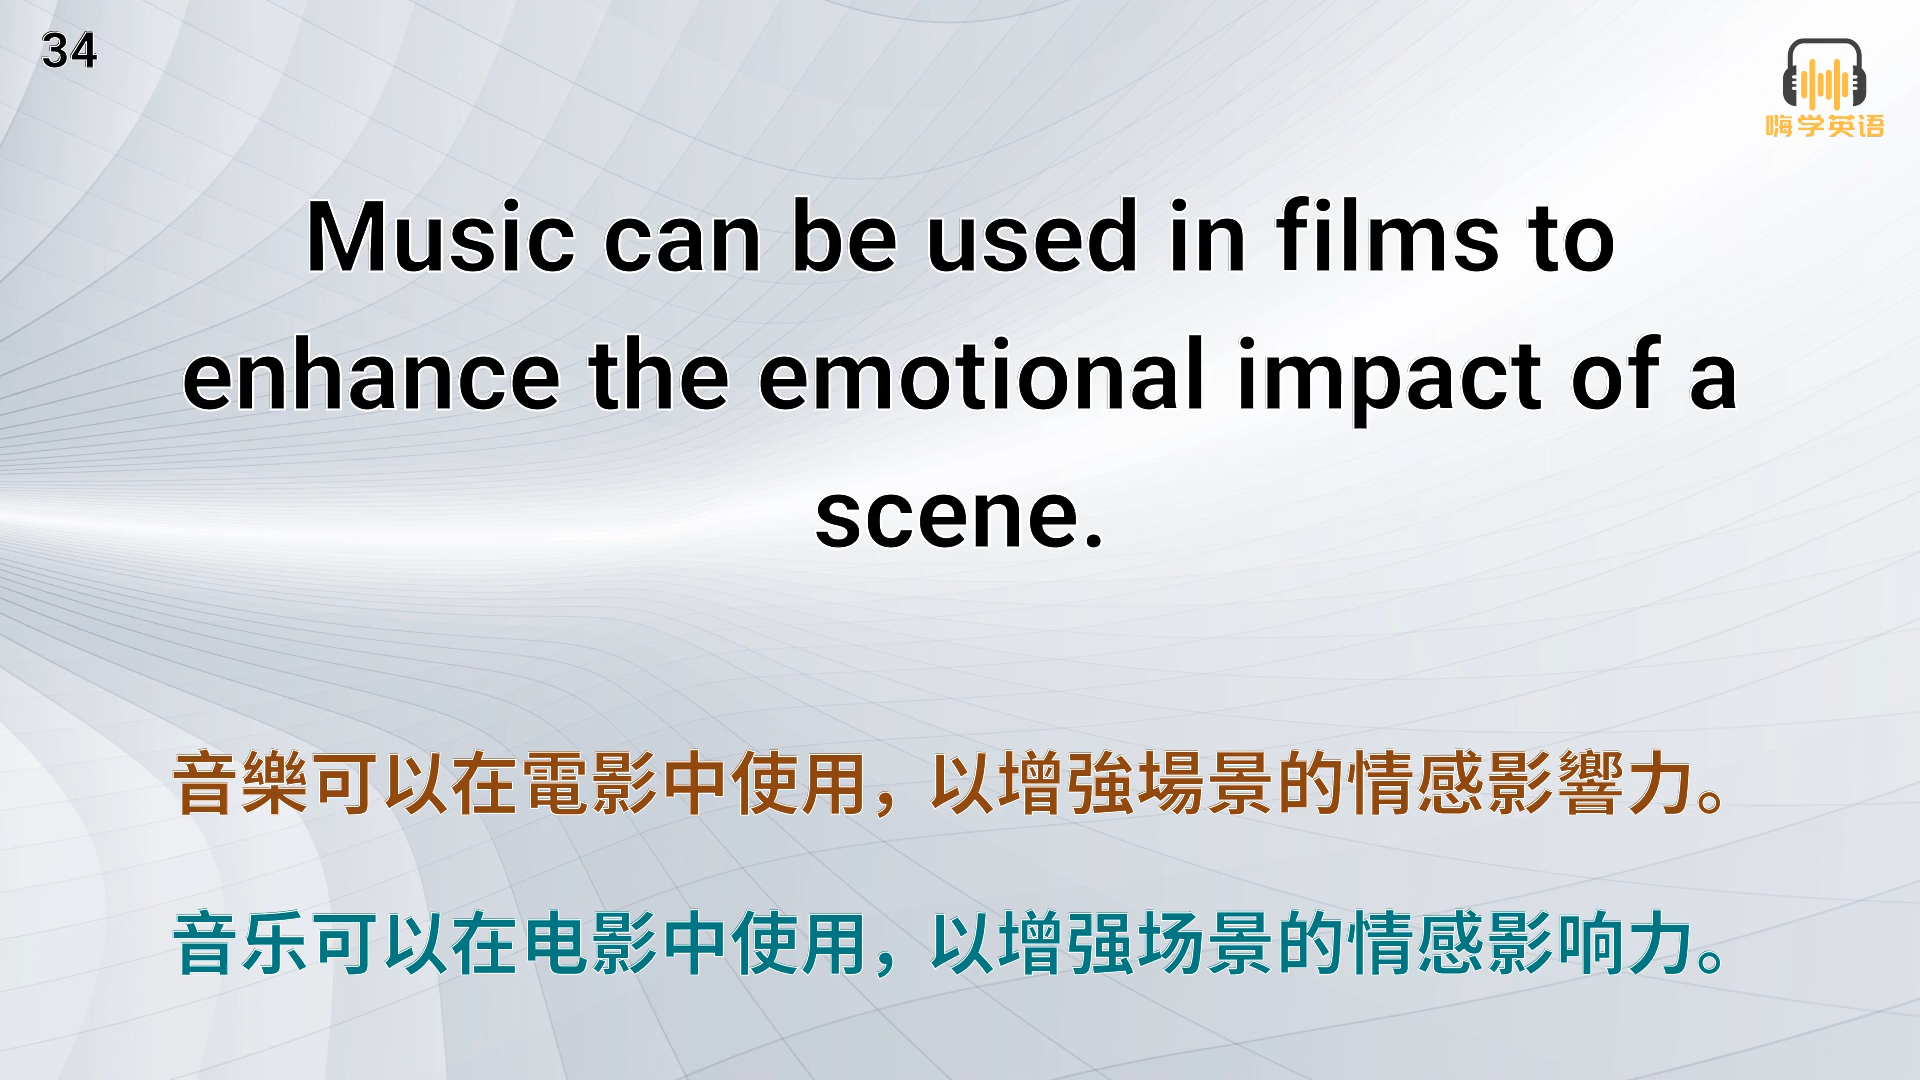 34
嗨学英语
Music can be used in films to
enhance the emotional impact of a
scene.
音樂可以在電影中使用，以增強場景的情感影響力。
音乐可以在电影中使用，以增强场景的情感影响力。